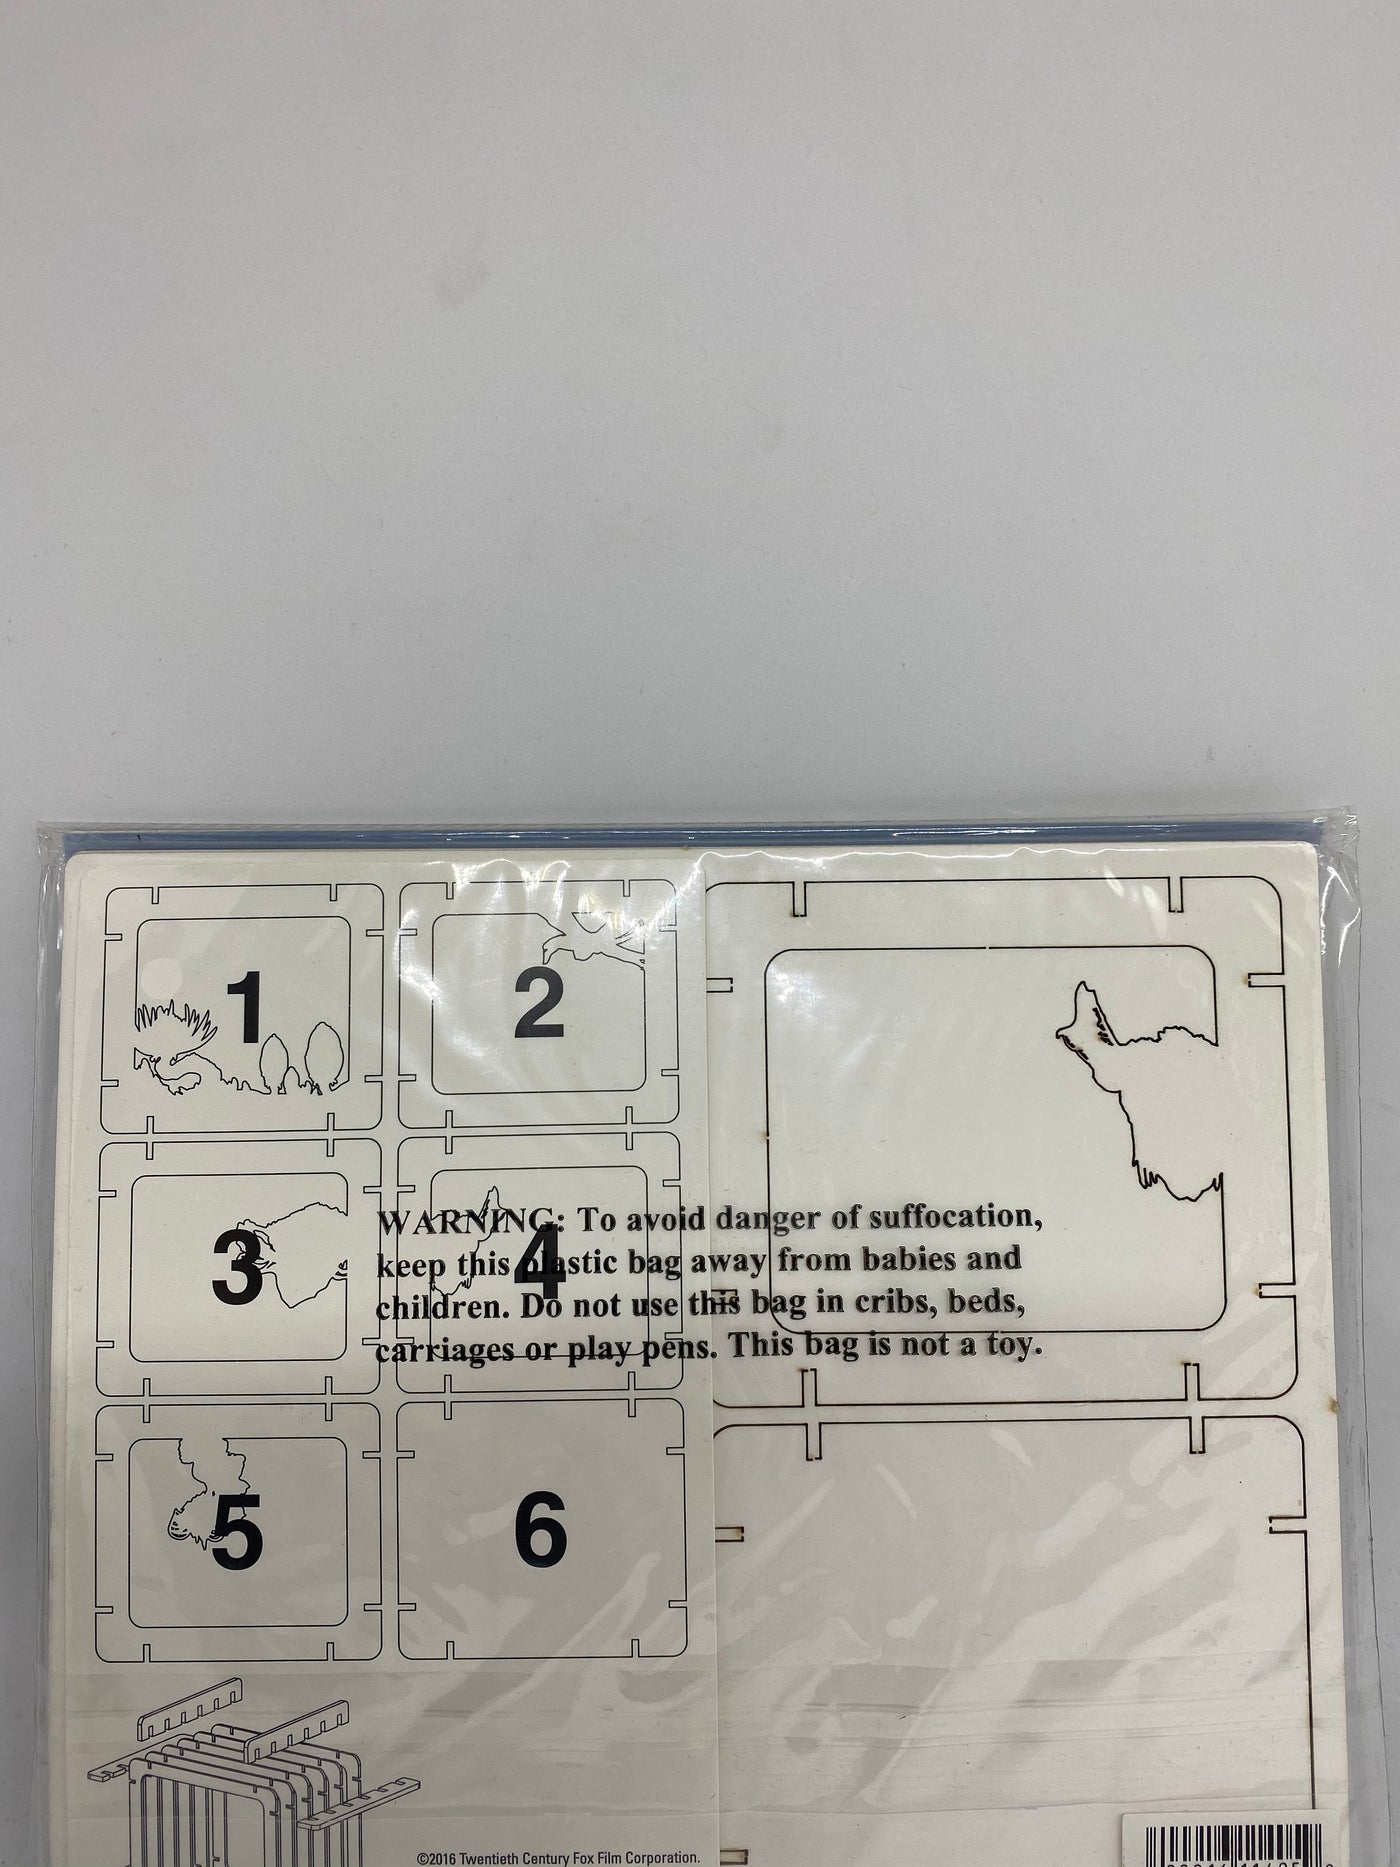 1
2
3
4
WARNING: To avoid danger of suffocation,
keep this plastic bag away from babies and
children. Do not use this bag in cribs, beds,
carriages or play pens. This bag is not a toy.
5
6
©2016 Twentieth Century Fox Film Corporation.